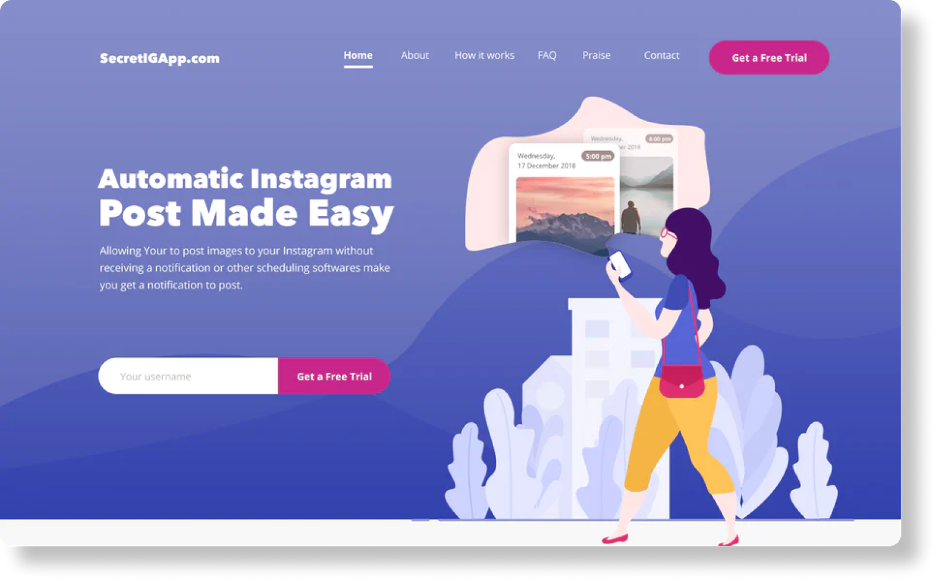 SecretIGApp.com
Home About How it works FAQ Praise Contact Get a Free Trial
Automatic Instagram
Post Made Easy
Allowing Your to post images to your Instagram without
receiving a notification or other scheduling softwares make
you get a notification to post.
Your username Get a Free Trial
Wednesday, 5:00 pm
17 December 2018
Wednesday, 4:00 pm
2018